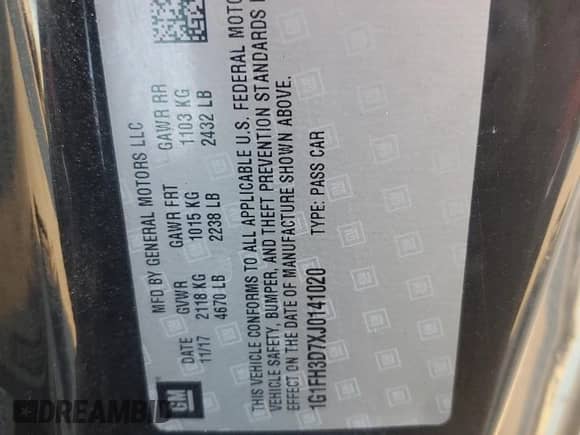 MFD BY GENERAL MOTORS LLC
DATE GVWR GAWR FRT GAWR RR
11/17 2118 KG 1015 KG 1103 KG
4670 LB 2238 LB 2432 LB
THIS VEHICLE CONFORMS TO ALL APPLICABLE U.S. FEDERAL MOTO
VEHICLE SAFETY, BUMPER, AND THEFT PREVENTION STANDARDS
EFFECT ON THE DATE OF MANUFACTURE SHOWN ABOVE.
1G1FH3D7XJ0141020 TYPE: PASS CAR
GM
DREAMBID